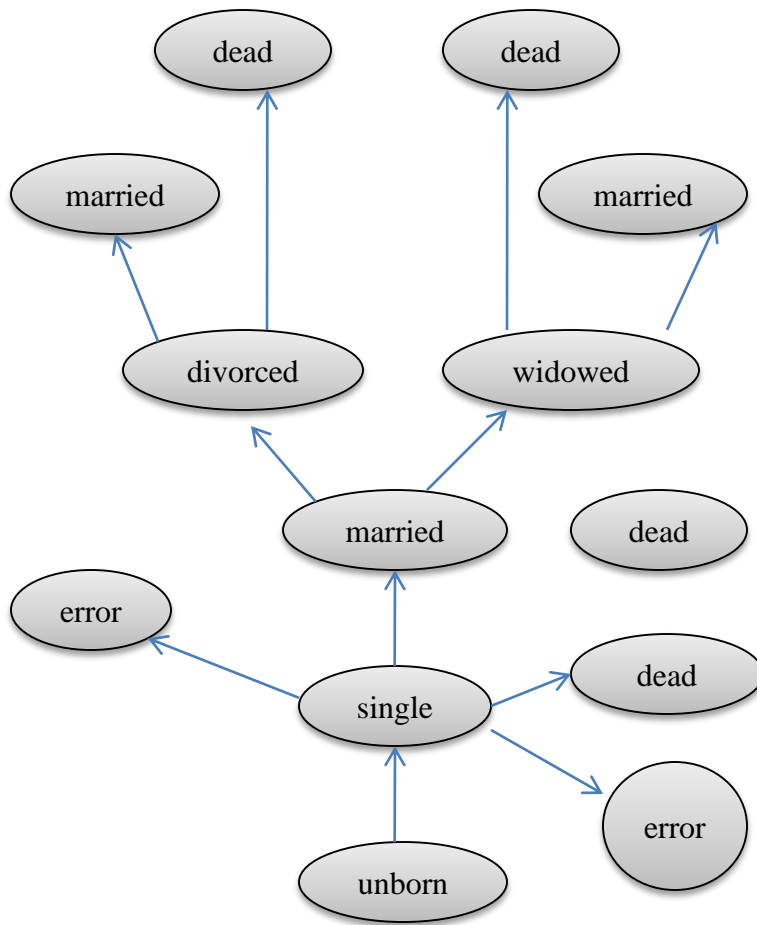 dead
dead
married
married
divorced
widowed
married
dead
error
dead
single
error
unborn